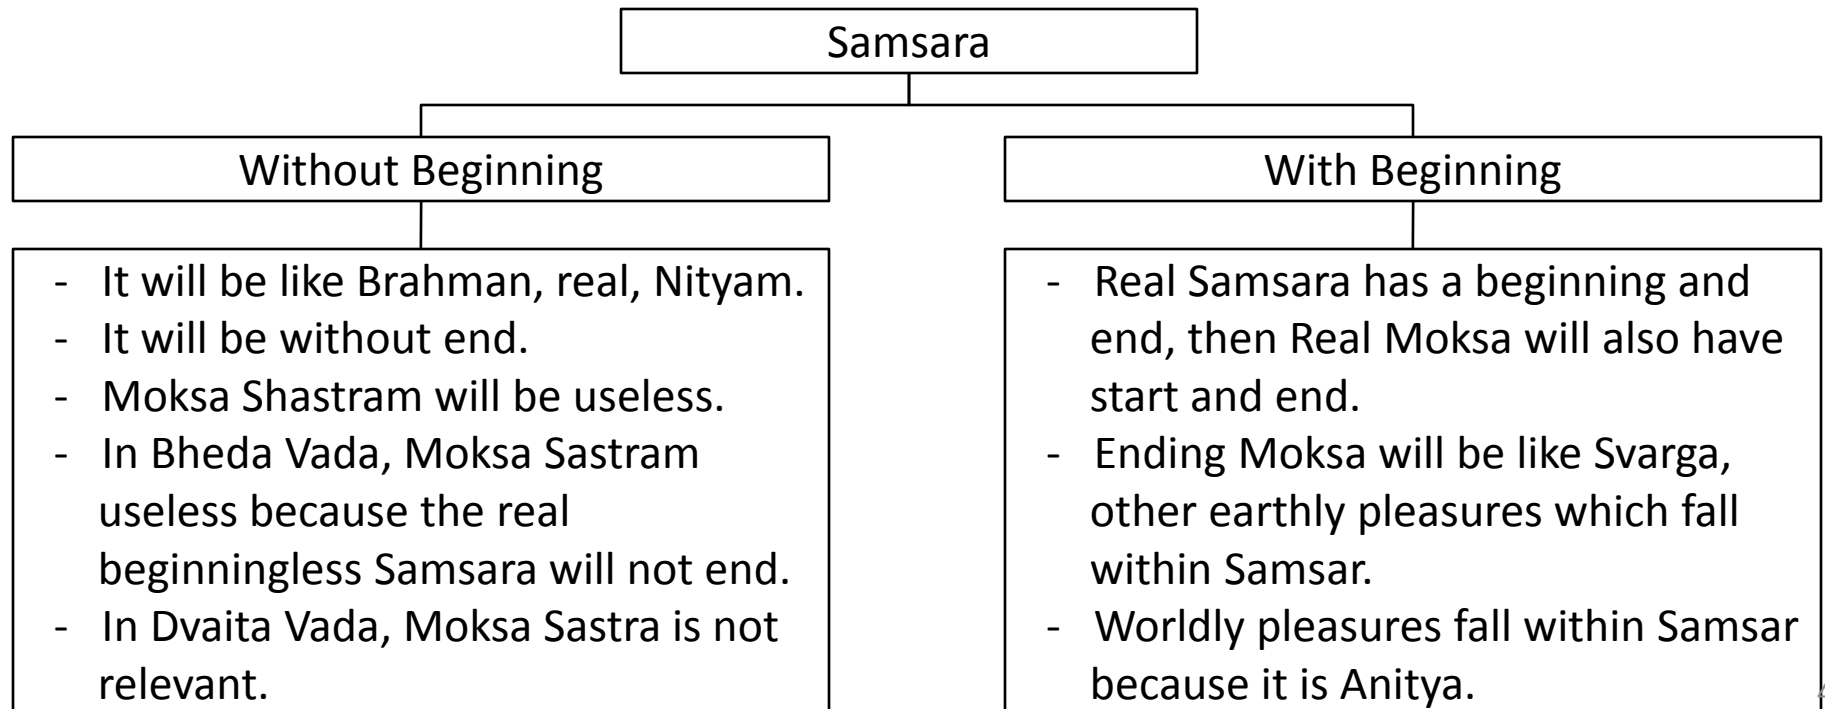 Samsara
Without Beginning
- It will be like Brahman, real, Nityam.
- It will be without end.
- Moksa Shastram will be useless.
- In Bheda Vada, Moksa Sastram
useless because the real
beginningless Samsara will not end.
- In Dvaita Vada, Moksa Sastra is not
relevant.
With Beginning
- Real Samsara has a beginning and
end, then Real Moksa will also have
start and end.
- Ending Moksa will be like Svarga,
other earthly pleasures which fall
within Samsar.
- Worldly pleasures fall within Samsar
because it is Anitya.